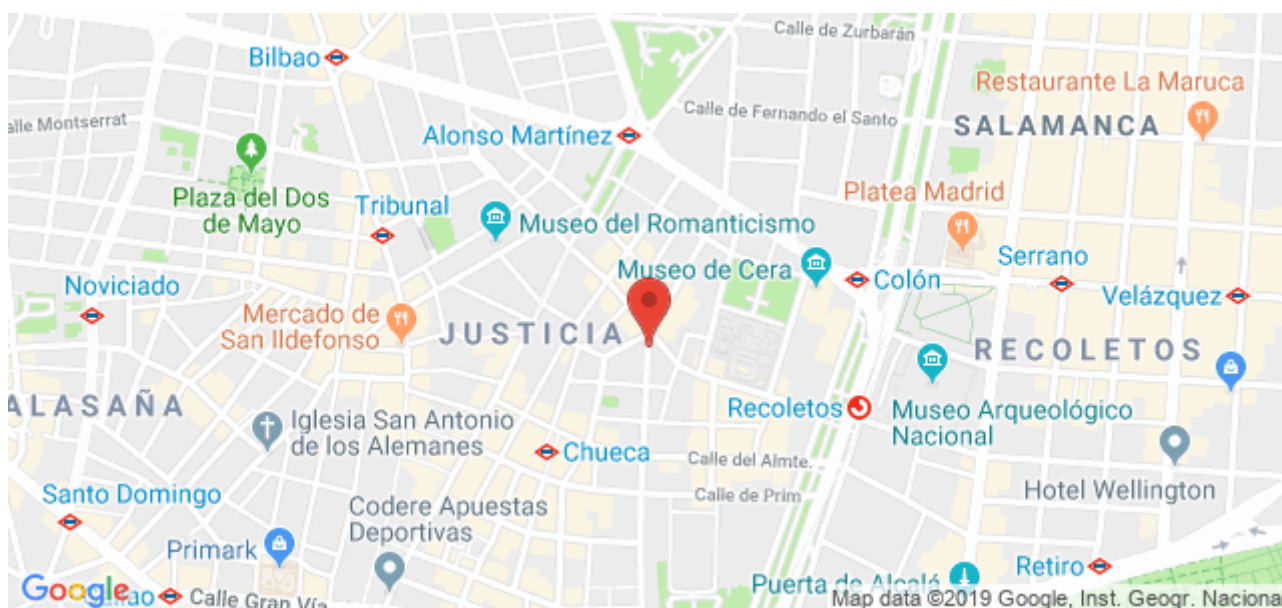 Calle de Zurbarán
Bilbao
Restaurante La Maruca
Calle de Fernando el Santo
alle Montserrat
Alonso Martínez
SALAMANCA
Plaza del Dos
de Mayo
Tribunal
Platea Madrid
Museo del Romanticismo
Museo de Cera
Serrano
Colón
Noviciado
Velázquez
Mercado de
San Ildefonso
JUSTICIA
RECOLETOS
ALASAÑA
Recoletos
Museo Arqueológico
Nacional
Iglesia San Antonio
de los Alemanes
Chueca
Calle del Almte.
Calle de Prim
Santo Domingo
Hotel Wellington
Codere Apuestas
Deportivas
Primark
Retiro
Puerta de Alcalá
Google
ao
Calle Gran Vía
Map data ©2019 Google, Inst. Geogr. Naciona